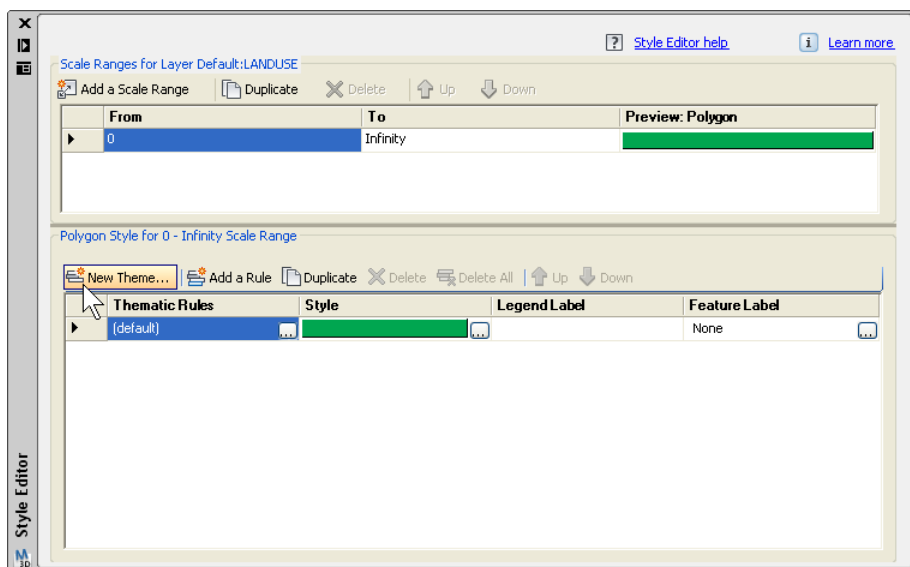 Style Editor help
Learn more
Scale Ranges for Layer Default:LANDUSE
Add a Scale Range Duplicate Delete Up Down
From To Preview: Polygon
0 Infinity
Polygon Style for 0 - Infinity Scale Range
New Theme... Add a Rule Duplicate Delete Delete All Up Down
Thematic Rules Style Legend Label Feature Label
(default) ... ... None ...
Style Editor
M
3D